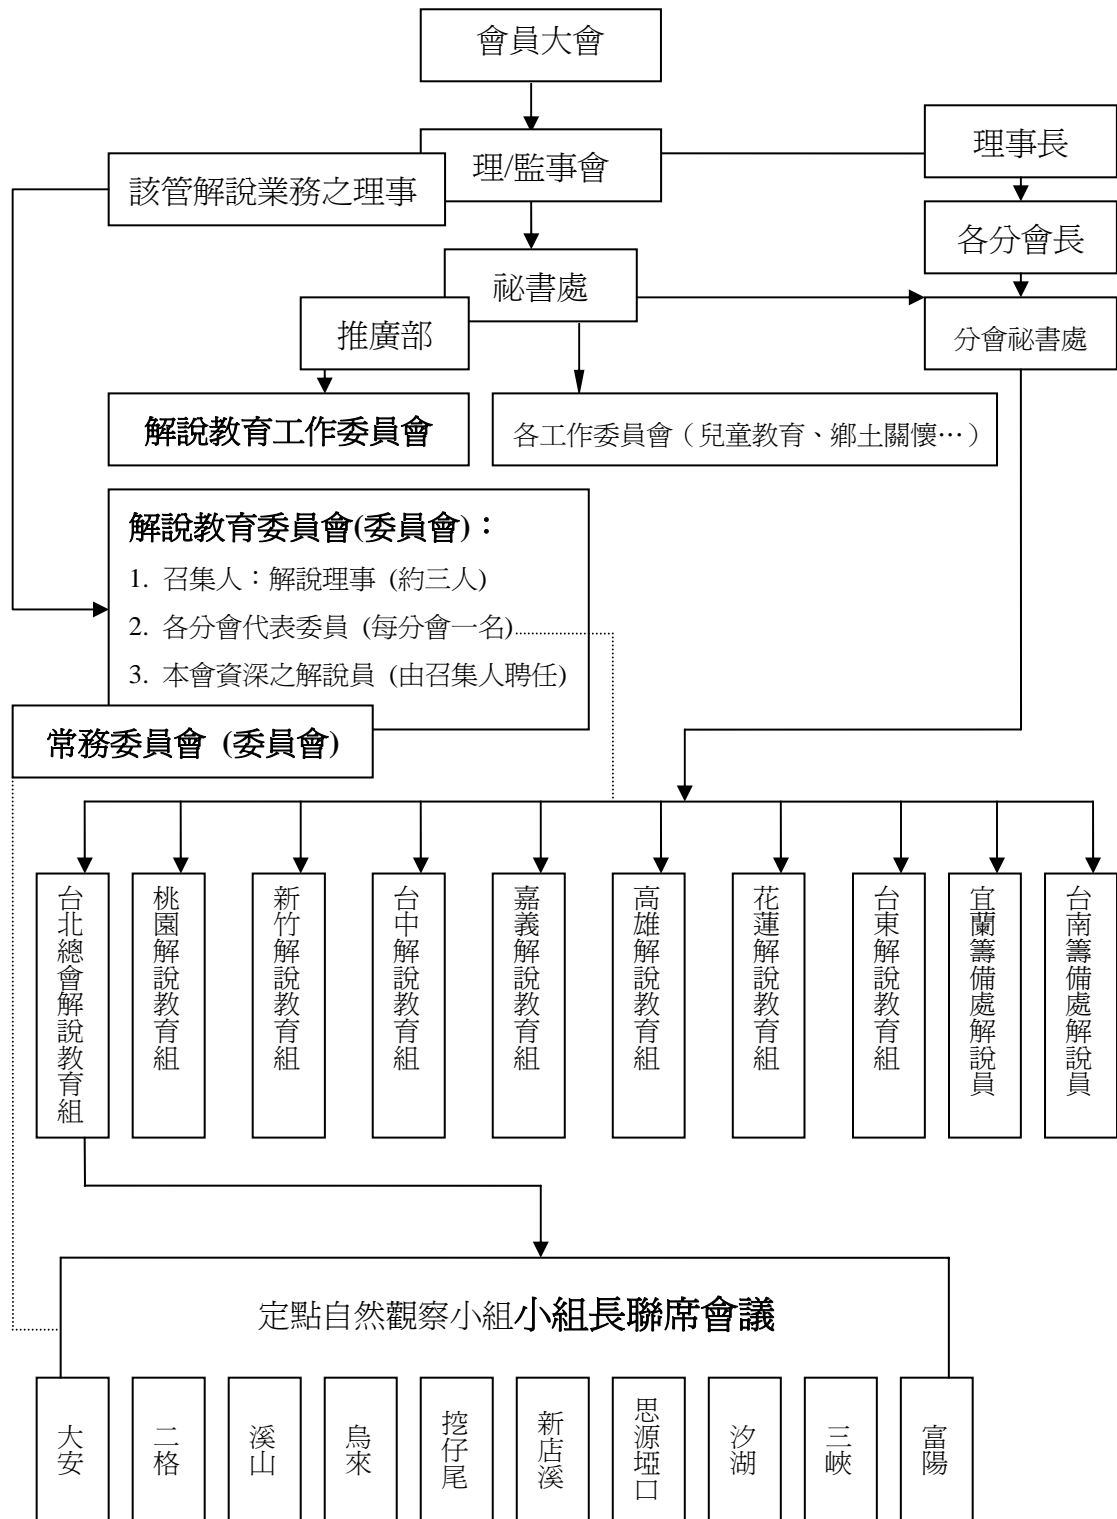 會員大會
理/監事會
理事長
該管解說業務之理事
各分會長
祕書處
推廣部
分會祕書處
解說教育工作委員會
各工作委員會（兒童教育、鄉土關懷…）
解說教育委員會(委員會)：
1. 召集人：解說理事 (約三人)
2. 各分會代表委員 (每分會一名)
3. 本會資深之解說員 (由召集人聘任)
常務委員會 (委員會)
台北總會解說教育組
桃園解說教育組
新竹解說教育組
台中解說教育組
嘉義解說教育組
高雄解說教育組
花蓮解說教育組
台東解說教育組
宜蘭籌備處解說員
台南籌備處解說員
定點自然觀察小組小組長聯席會議
大安
二格
溪山
烏來
挖仔尾
新店溪
思源埡口
汐湖
三峽
富陽